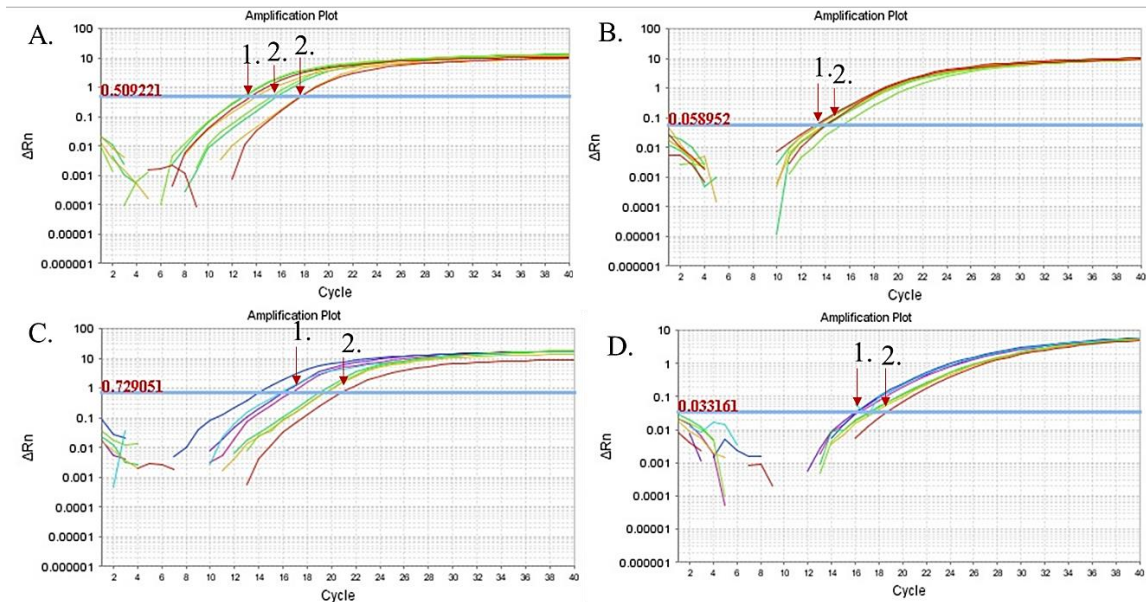 Amplification Plot
A.
1. 2. 2.
100
10
1
0.509221
0.1
0.01
0.001
0.0001
0.00001
0.000001
ΔRn
2 4 6 8 10 12 14 16 18 20 22 24 26 28 30 32 34 36 38 40
Cycle
Amplification Plot
B.
1. 2.
100
10
1
0.1
0.058952
0.01
0.001
0.0001
0.00001
0.000001
ΔRn
2 4 6 8 10 12 14 16 18 20 22 24 26 28 30 32 34 36 38 40
Cycle
Amplification Plot
C.
1. 2.
100
10
1
0.729051
0.1
0.01
0.001
0.0001
0.00001
0.000001
ΔRn
2 4 6 8 10 12 14 16 18 20 22 24 26 28 30 32 34 36 38 40
Cycle
Amplification Plot
D.
1. 2.
10
1
0.1
0.033161
0.01
0.001
0.0001
0.00001
0.000001
ΔRn
2 4 6 8 10 12 14 16 18 20 22 24 26 28 30 32 34 36 38 40
Cycle